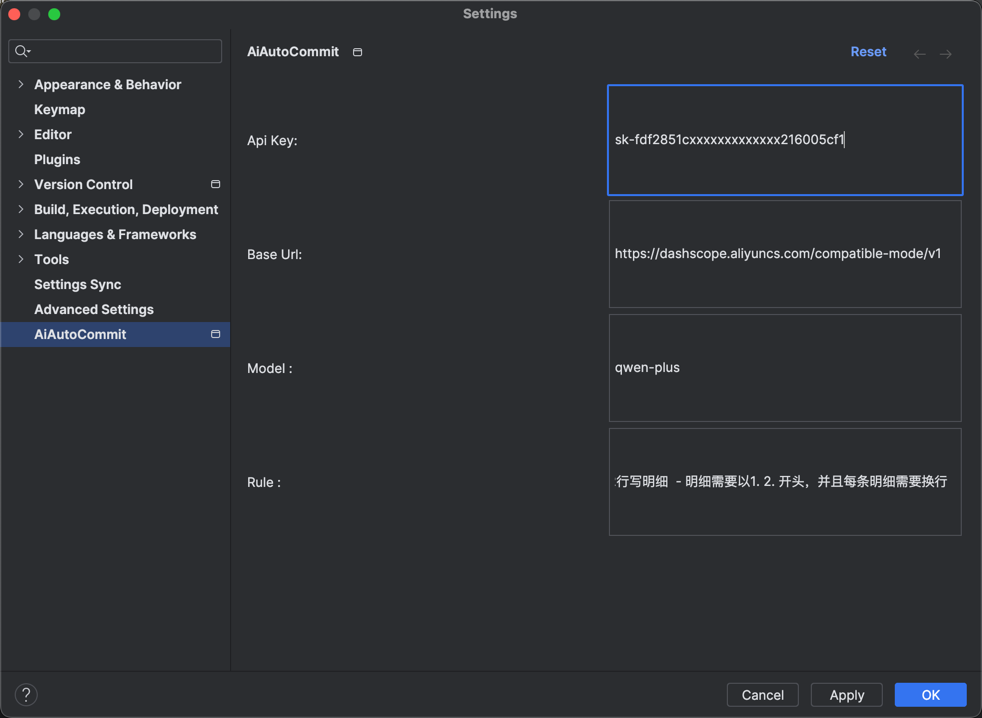 Settings
AiAutoCommit
Reset
Appearance & Behavior
Keymap
Editor
Plugins
Version Control
Build, Execution, Deployment
Languages & Frameworks
Tools
Settings Sync
Advanced Settings
AiAutoCommit
Api Key:
sk-fdf2851cxxxxxxxxxxxxx216005cf1
Base Url:
https://dashscope.aliyuncs.com/compatible-mode/v1
Model :
qwen-plus
Rule :
行写明细 - 明细需要以1. 2. 开头，并且每条明细需要换行
?
Cancel
Apply
OK